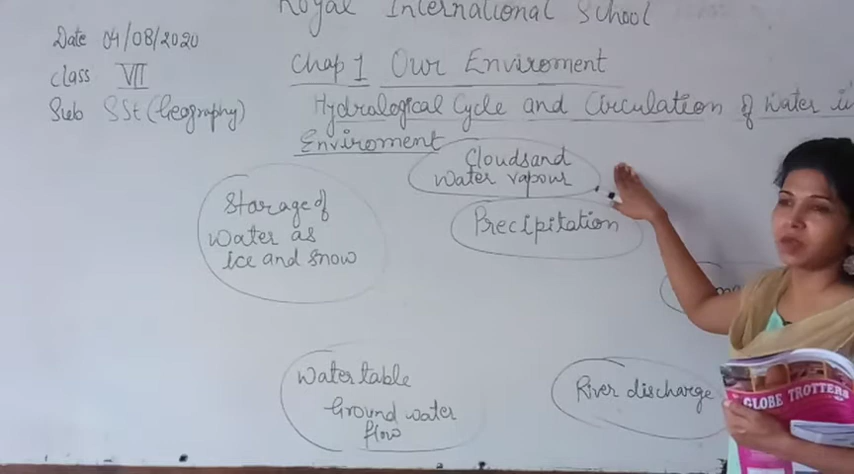 Royal International School
Date 04/08/2020
Class VII
Sub SSt (Geography)
Chap 1 Our Enviroment
Hydrological Cycle and Circulation of Water in
Enviroment
Clouds and
Water vapour
Precipitation
Storage of
Water as
ice and snow
Water table
Ground water
flow
River discharge
GLOBE TROTTERS